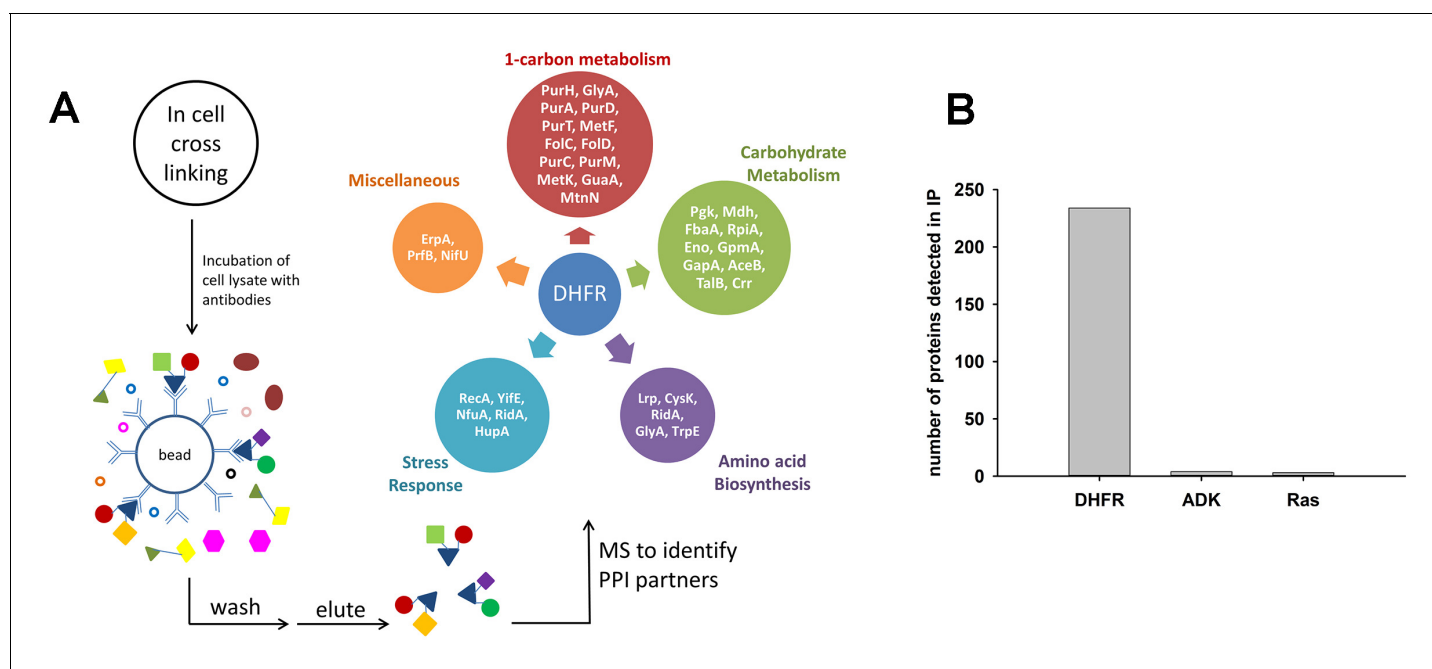 A
In cell
cross
linking
Incubation of
cell lysate with
antibodies
bead
wash
elute
MS to identify
PPI partners
1-carbon metabolism
PurH, GlyA,
PurA, PurD,
PurT, MetF,
FolC, FolD,
PurC, PurM,
MetK, GuaA,
MtnN
Carbohydrate
Metabolism
Pgk, Mdh,
FbaA, RpiA,
Eno, GpmA,
GapA, AceB,
TalB, Crr
Miscellaneous
ErpA,
PrfB, NifU
DHFR
RecA, YifE,
NfuA, RidA,
HupA
Stress
Response
Lrp, CysK,
RidA,
GlyA, TrpE
Amino acid
Biosynthesis
B
number of proteins detected in IP
250
200
150
100
50
0
DHFR
ADK
Ras